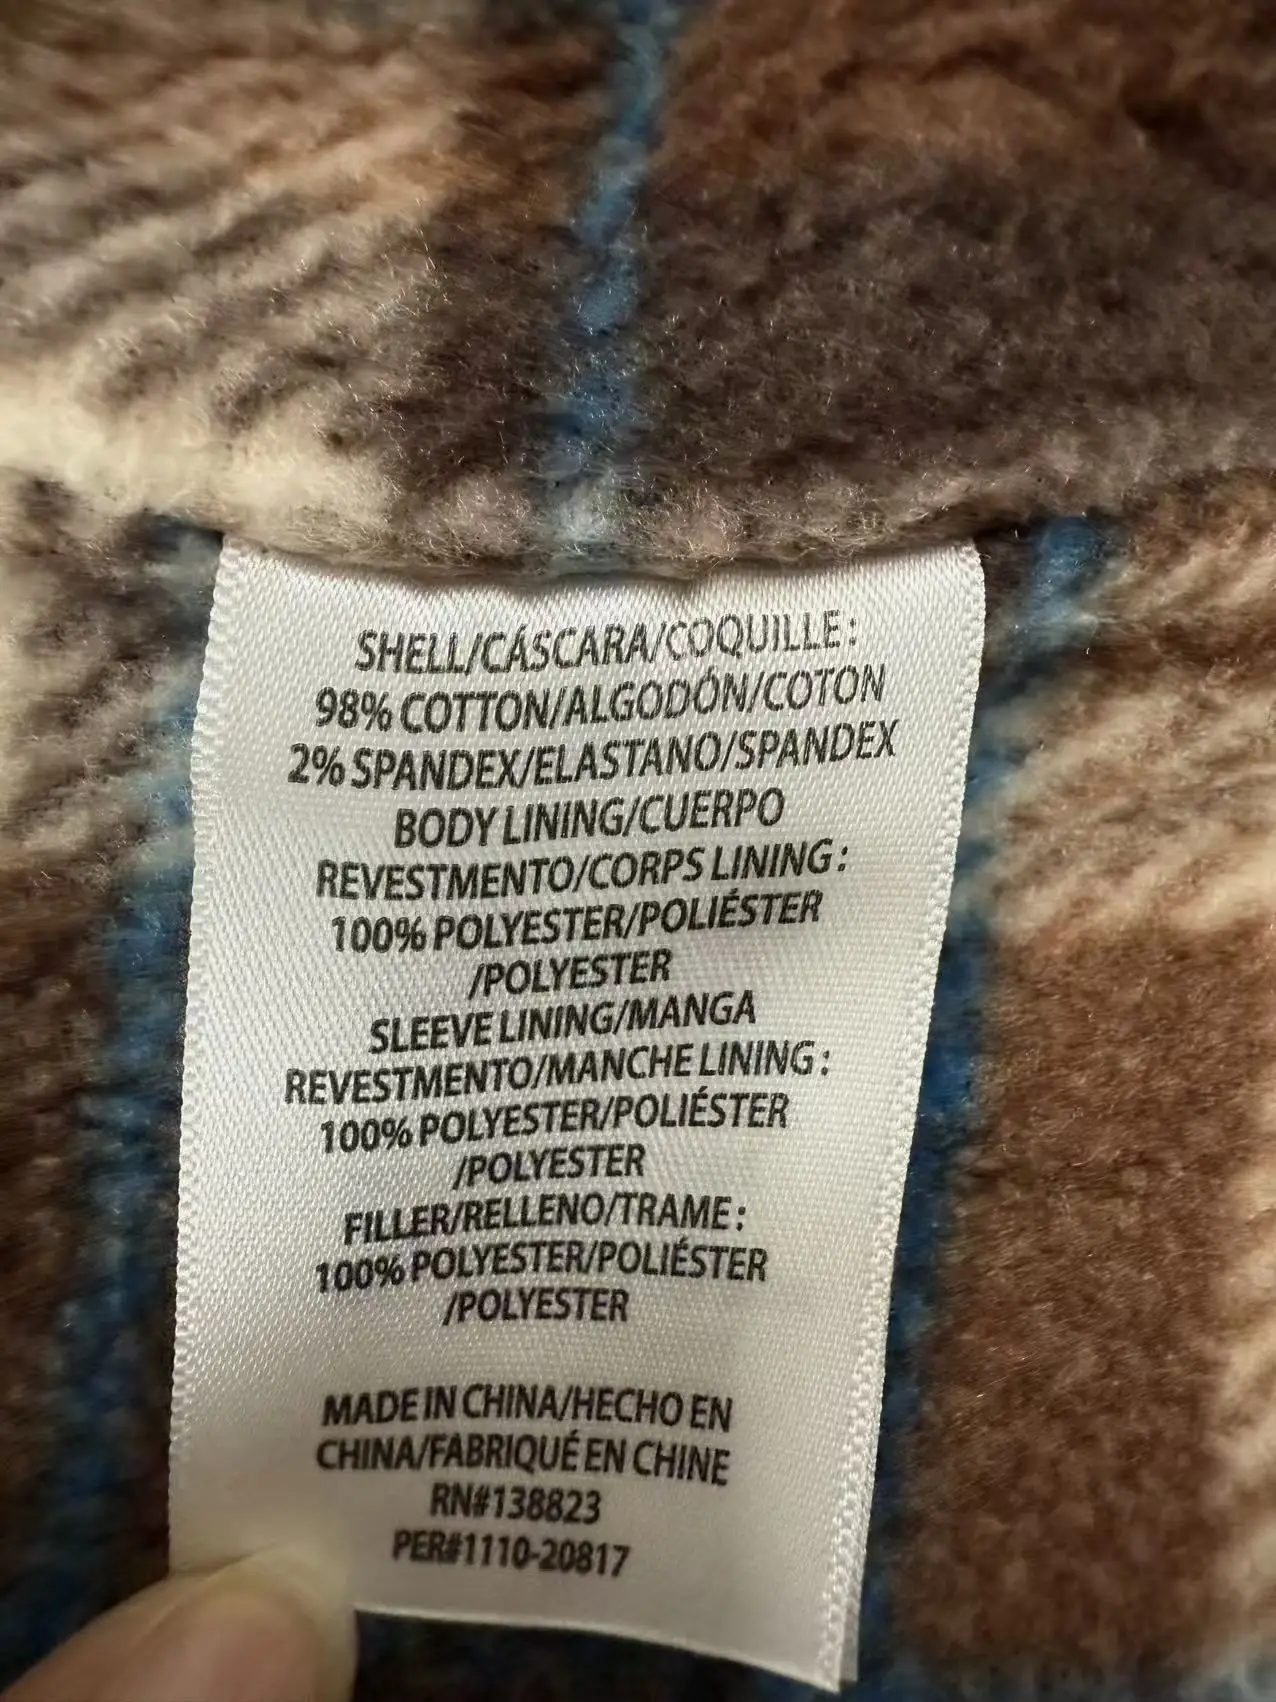 SHELL/CÁSCARA/COQUILLE:
98% COTTON/ALGODÓN/COTON
2% SPANDEX/ELASTANO/SPANDEX
BODY LINING/CUERPO
REVESTMENTO/CORPS LINING:
100% POLYESTER/POLIÉSTER
/POLYESTER
SLEEVE LINING/MANGA
REVESTMENTO/MANCHE LINING:
100% POLYESTER/POLIÉSTER
/POLYESTER
FILLER/RELLENO/TRAME:
100% POLYESTER/POLIÉSTER
/POLYESTER
MADE IN CHINA/HECHO EN
CHINA/FABRIQUÉ EN CHINE
RN#138823
PER#1110-20817